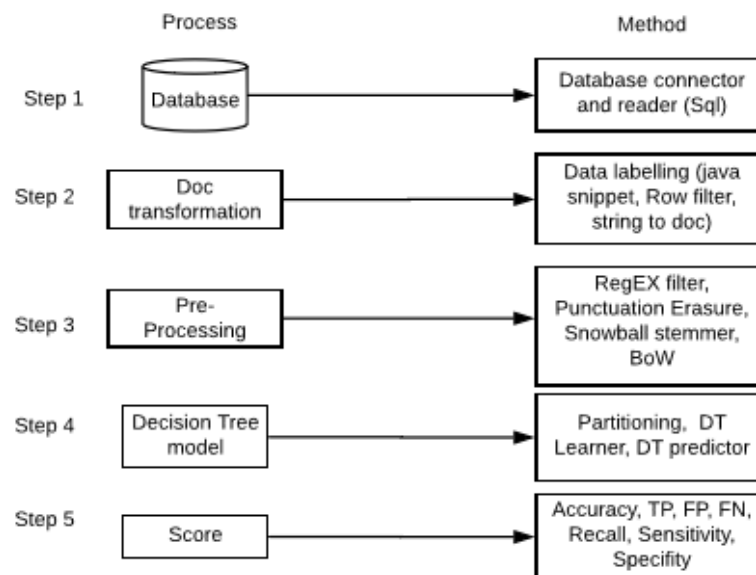 Process
Method
Step 1
Database
Database connector
and reader (Sql)
Step 2
Doc
transformation
Data labelling (java
snippet, Row filter,
string to doc)
Step 3
Pre-
Processing
RegEX filter,
Punctuation Erasure,
Snowball stemmer,
BoW
Step 4
Decision Tree
model
Partitioning, DT
Learner, DT predictor
Step 5
Score
Accuracy, TP, FP, FN,
Recall, Sensitivity,
Specifity